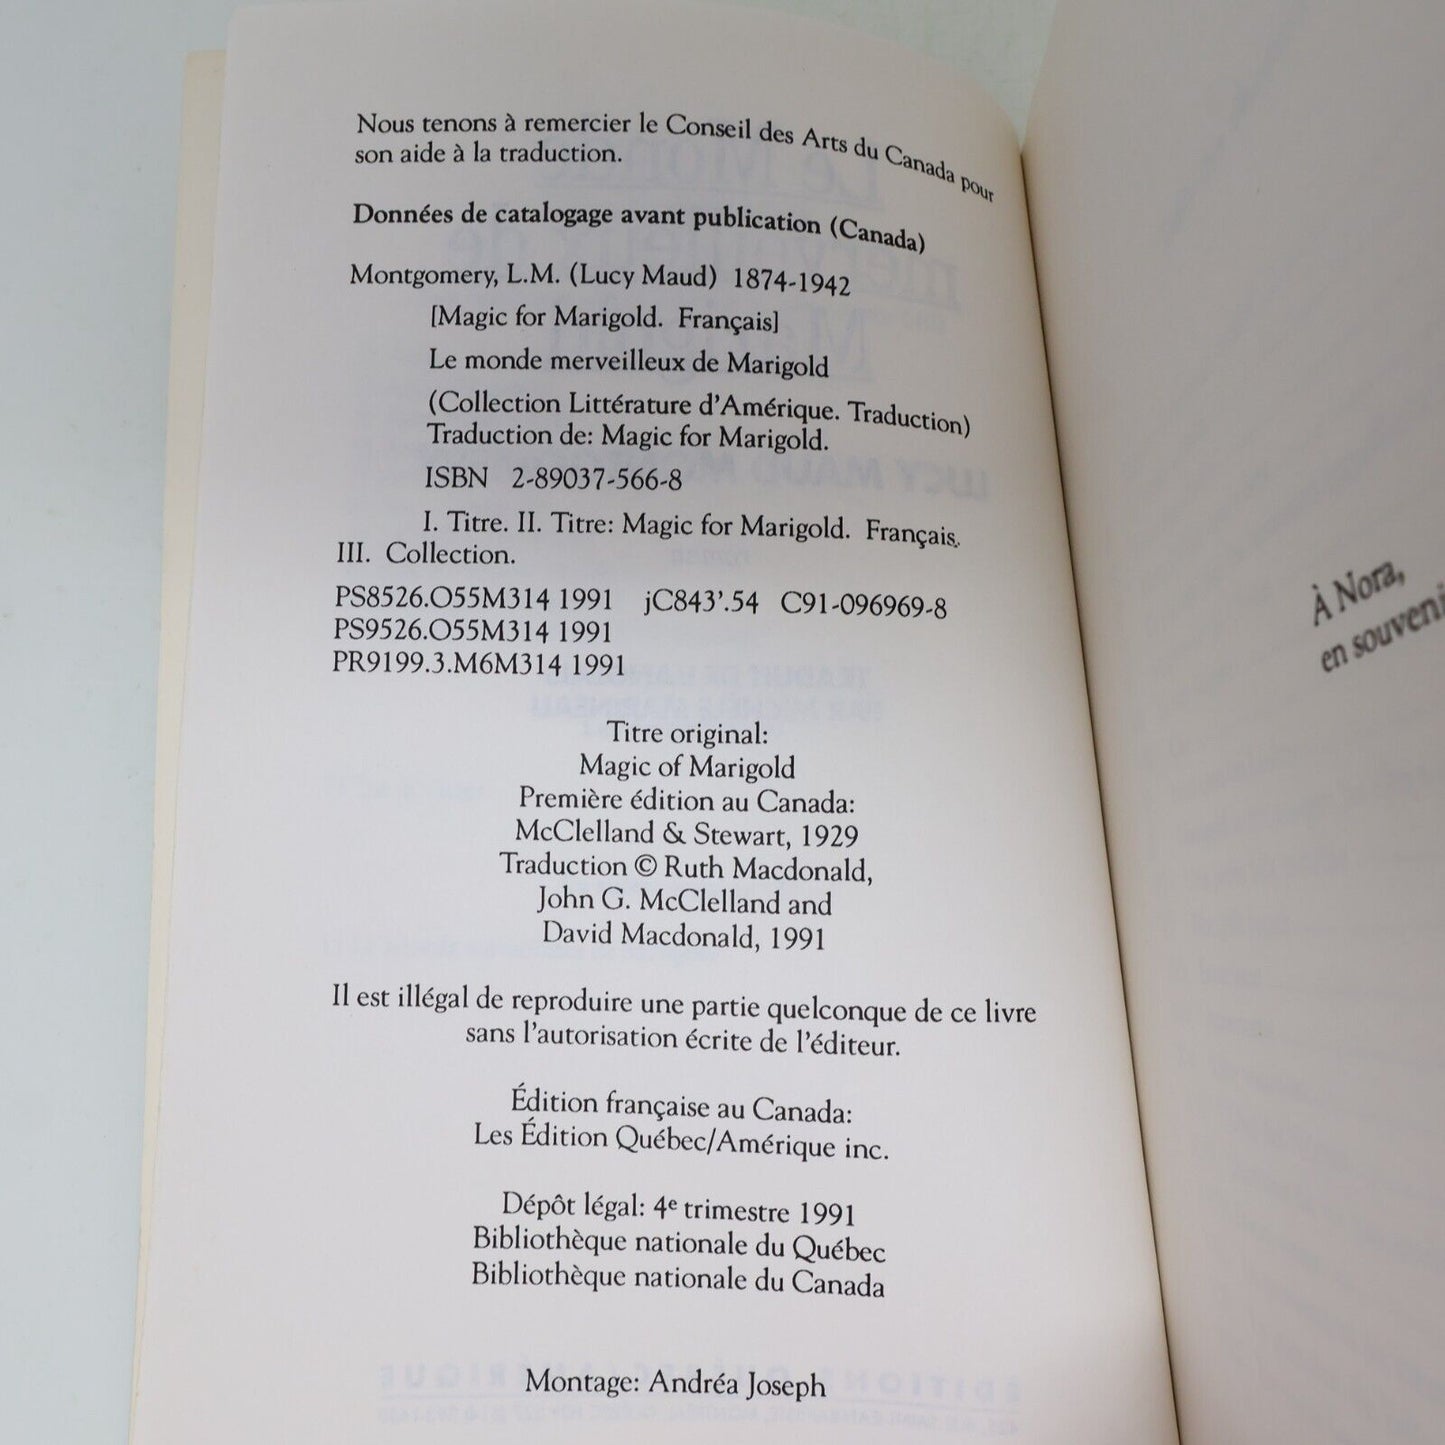 Nous tenons à remercier le Conseil des Arts du Canada pour
son aide à la traduction.
Données de catalogage avant publication (Canada)
Montgomery, L.M. (Lucy Maud) 1874-1942
[Magic for Marigold. Français]
Le monde merveilleux de Marigold
(Collection Littérature d'Amérique. Traduction)
Traduction de: Magic for Marigold.
ISBN 2-89037-566-8
I. Titre. II. Titre: Magic for Marigold. Français.
III. Collection.
PS8526.O55M314 1991 jC843'.54 C91-096969-8
PS9526.O55M314 1991
PR9199.3.M6M314 1991
Titre original:
Magic of Marigold
Première édition au Canada:
McClelland & Stewart, 1929
Traduction © Ruth Macdonald,
John G. McClelland and
David Macdonald, 1991
Il est illégal de reproduire une partie quelconque de ce livre
sans l'autorisation écrite de l'éditeur.
Édition française au Canada:
Les Édition Québec/Amérique inc.
Dépôt légal: 4e trimestre 1991
Bibliothèque nationale du Québec
Bibliothèque nationale du Canada
Montage: Andréa Joseph
À Nora,
en